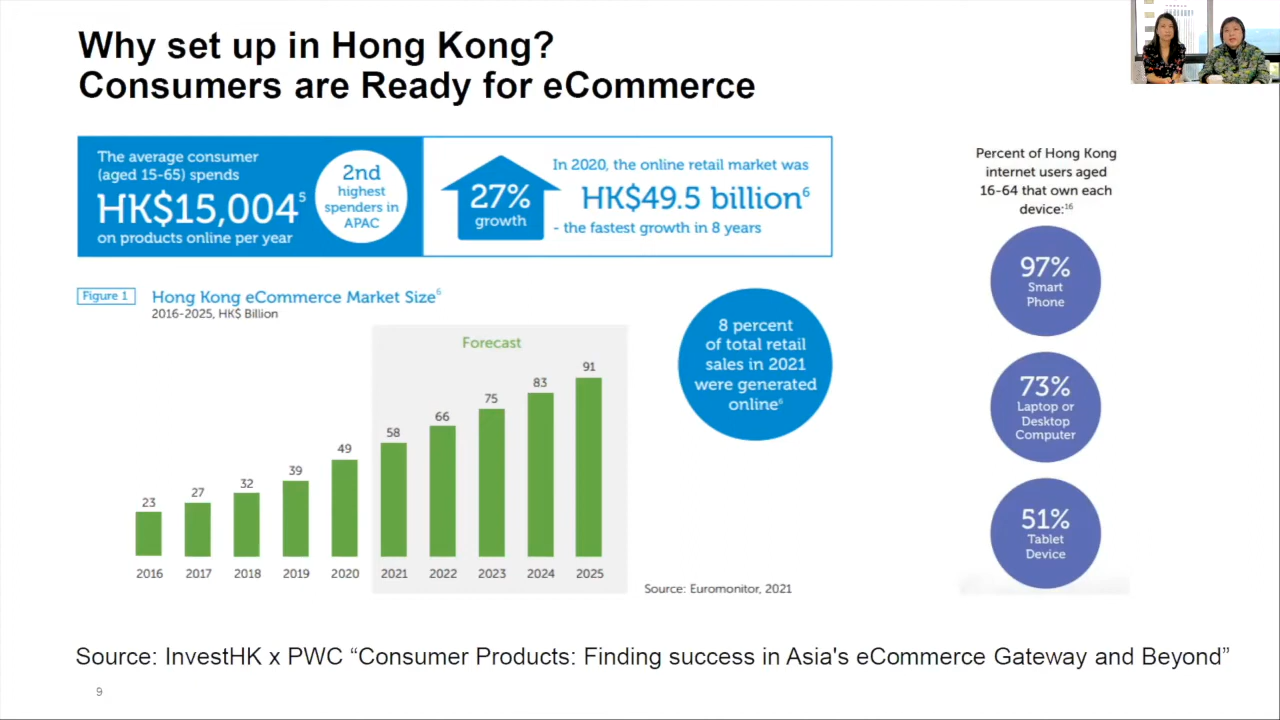 Why set up in Hong Kong?
Consumers are Ready for eCommerce
The average consumer
(aged 15-65) spends
HK$15,004⁵
on products online per year
2nd
highest
spenders in
APAC
27%
growth
In 2020, the online retail market was
HK$49.5 billion⁶
- the fastest growth in 8 years
Percent of Hong Kong
internet users aged
16-64 that own each
device:¹⁶
97%
Smart
Phone
73%
Laptop or
Desktop
Computer
51%
Tablet
Device
Figure 1
Hong Kong eCommerce Market Size⁶
2016-2025, HK$ Billion
Forecast
23
27
32
39
49
58
66
75
83
91
2016
2017
2018
2019
2020
2021
2022
2023
2024
2025
8 percent
of total retail
sales in 2021
were generated
online⁶
Source: Euromonitor, 2021
Source: InvestHK x PWC “Consumer Products: Finding success in Asia's eCommerce Gateway and Beyond”
9